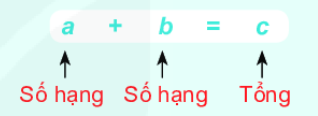 a + b = c
Số hạng Số hạng Tổng